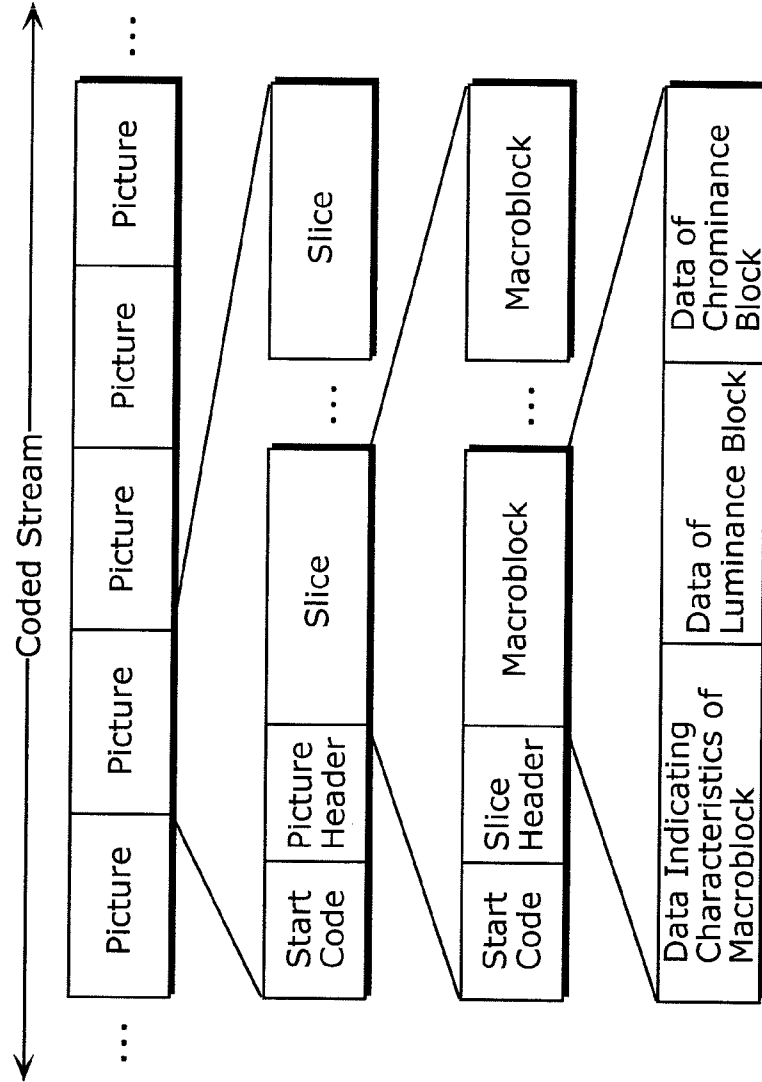 Coded Stream
... Picture Picture Picture Picture Picture ...
Start
Code
Picture
Header
Slice
...
Slice
Start
Code
Slice
Header
Macroblock
...
Macroblock
Data Indicating
Characteristics of
Macroblock
Data of
Luminance Block
Data of
Chrominance
Block